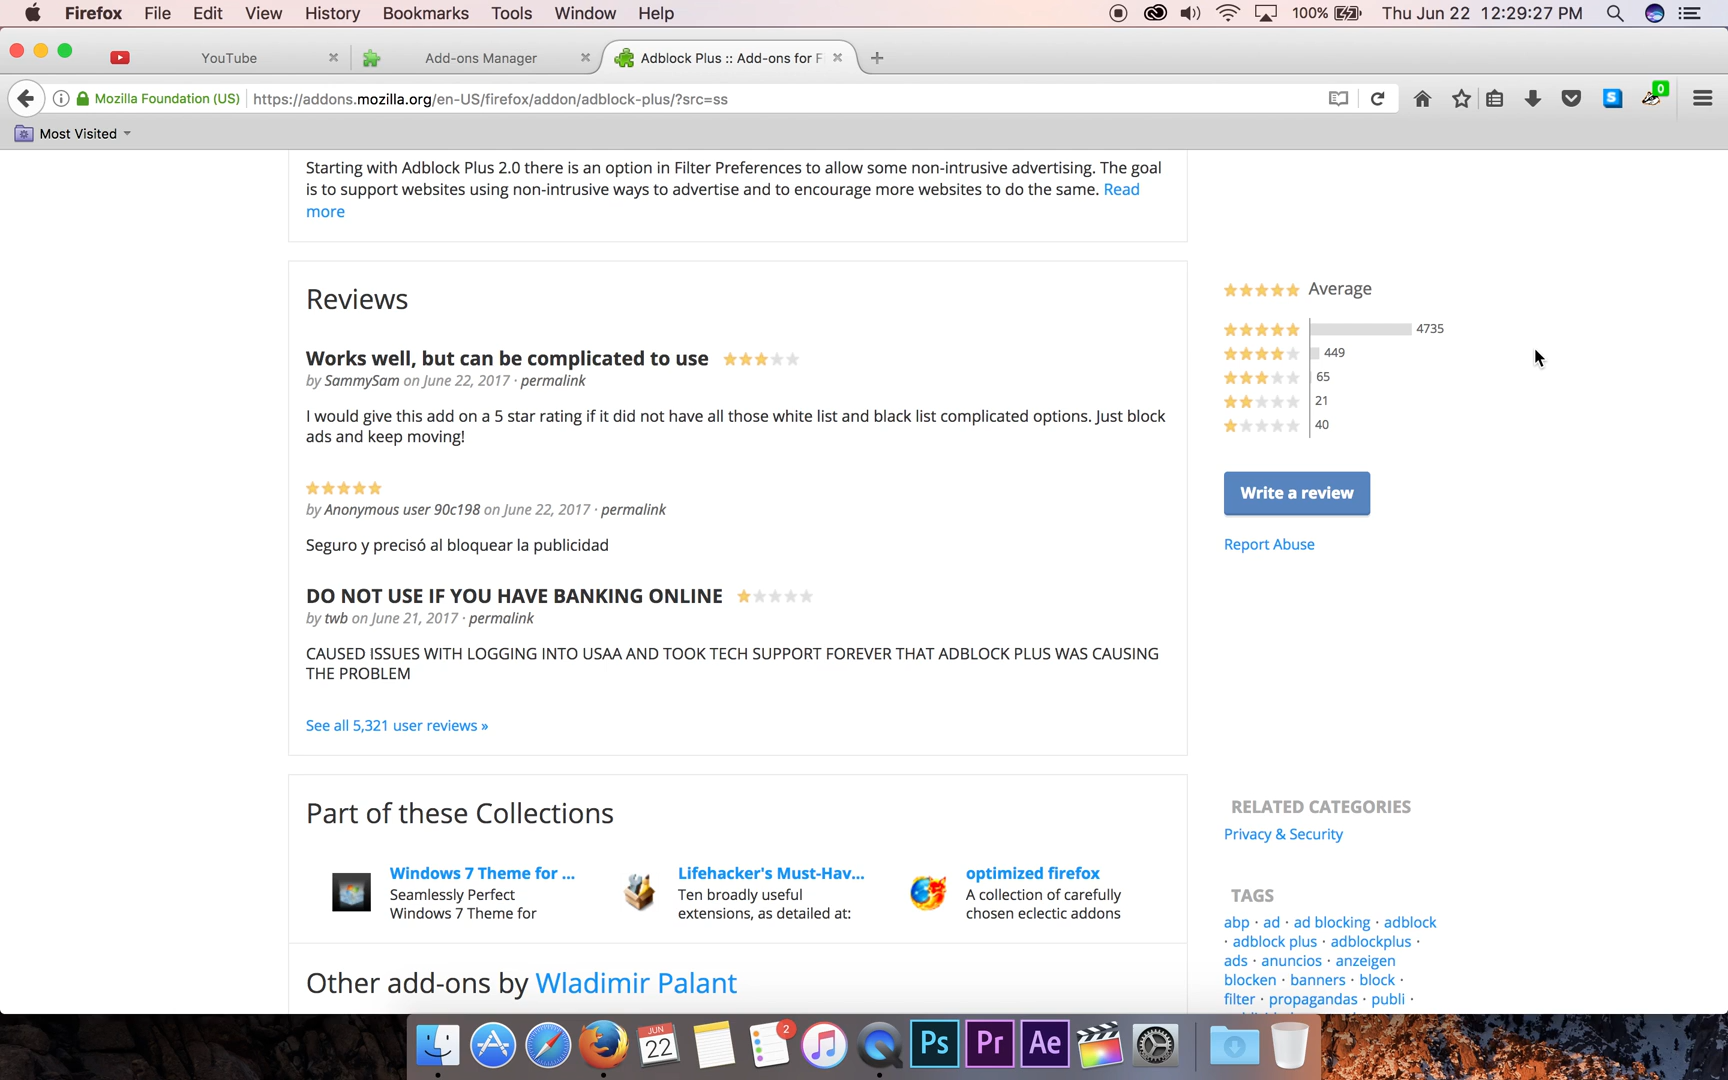 Firefox File Edit View History Bookmarks Tools Window Help 100% Thu Jun 22 12:29:27 PM
YouTube Add-ons Manager Adblock Plus :: Add-ons for F
Mozilla Foundation (US) https://addons.mozilla.org/en-US/firefox/addon/adblock-plus/?src=ss S 0
Most Visited
Starting with Adblock Plus 2.0 there is an option in Filter Preferences to allow some non-intrusive advertising. The goal
is to support websites using non-intrusive ways to advertise and to encourage more websites to do the same. Read
more
Reviews
Works well, but can be complicated to use
by SammySam on June 22, 2017 · permalink
I would give this add on a 5 star rating if it did not have all those white list and black list complicated options. Just block
ads and keep moving!
by Anonymous user 90c198 on June 22, 2017 · permalink
Seguro y precisó al bloquear la publicidad
DO NOT USE IF YOU HAVE BANKING ONLINE
by twb on June 21, 2017 · permalink
CAUSED ISSUES WITH LOGGING INTO USAA AND TOOK TECH SUPPORT FOREVER THAT ADBLOCK PLUS WAS CAUSING
THE PROBLEM
See all 5,321 user reviews »
Average
4735
449
65
21
40
Write a review
Report Abuse
Part of these Collections
Windows 7 Theme for ...
Seamlessly Perfect
Windows 7 Theme for
Lifehacker's Must-Hav...
Ten broadly useful
extensions, as detailed at:
optimized firefox
A collection of carefully
chosen eclectic addons
Other add-ons by Wladimir Palant
RELATED CATEGORIES
Privacy & Security
TAGS
abp · ad · ad blocking · adblock
· adblock plus · adblockplus ·
ads · anuncios · anzeigen
blocken · banners · block ·
filter · propagandas · publi ·
JUN
22
2
Ps
Pr
Ae